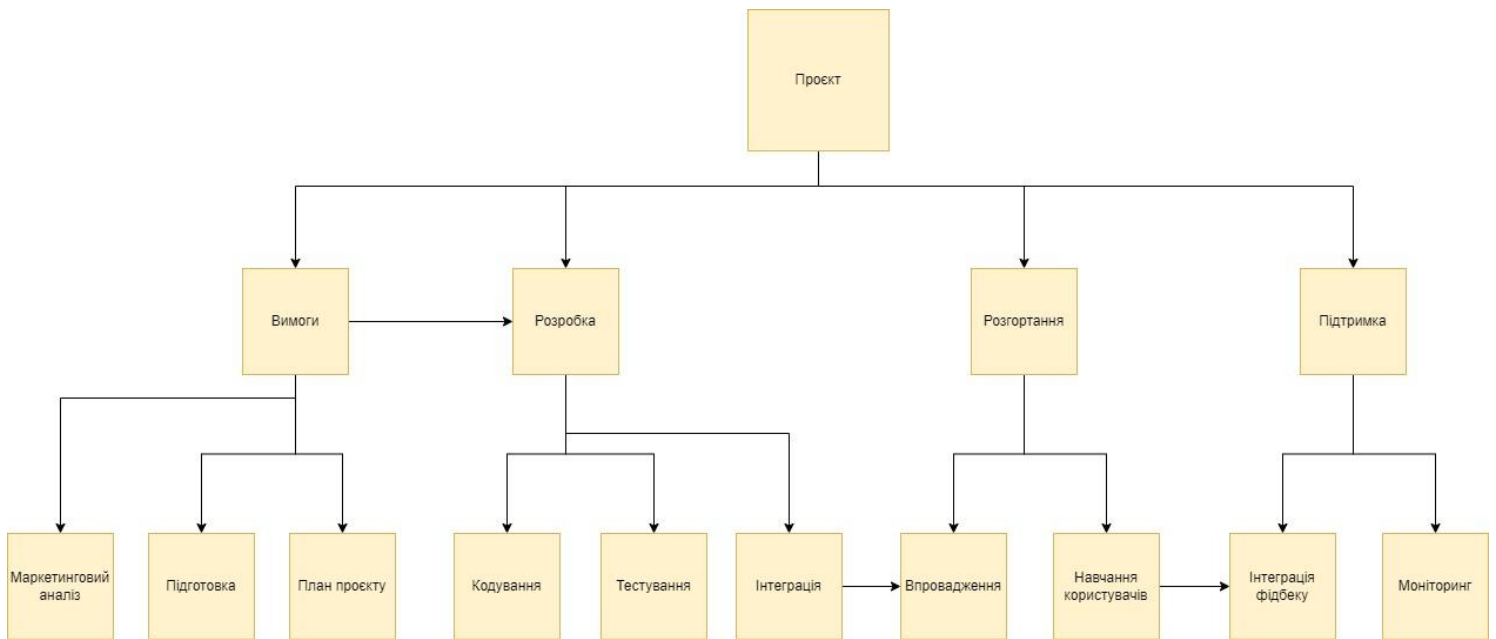 Проєкт
Вимоги
Розробка
Розгортання
Підтримка
Маркетинговий
аналіз
Підготовка
План проєкту
Кодування
Тестування
Інтеграція
Впровадження
Навчання
користувачів
Інтеграція
фідбеку
Моніторинг